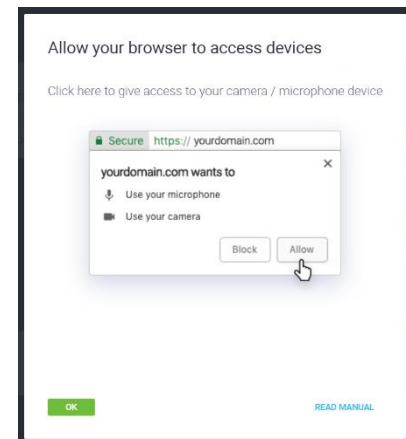 Allow your browser to access devices
Click here to give access to your camera / microphone device
Secure https:// yourdomain.com
yourdomain.com wants to
Use your microphone
Use your camera
Block Allow
OK READ MANUAL